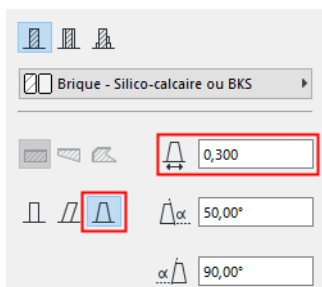 Brique - Silico-calcaire ou BKS
0,300
α 50,00°
α 90,00°